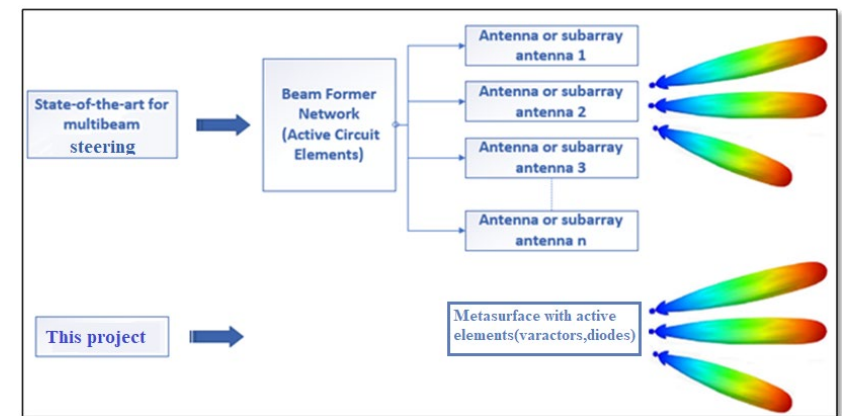 State-of-the-art for
multibeam
steering
Beam Former
Network
(Active Circuit
Elements)
Antenna or subarray
antenna 1
Antenna or subarray
antenna 2
Antenna or subarray
antenna 3
Antenna or subarray
antenna n
This project
Metasurface with active
elements(varactors,diodes)